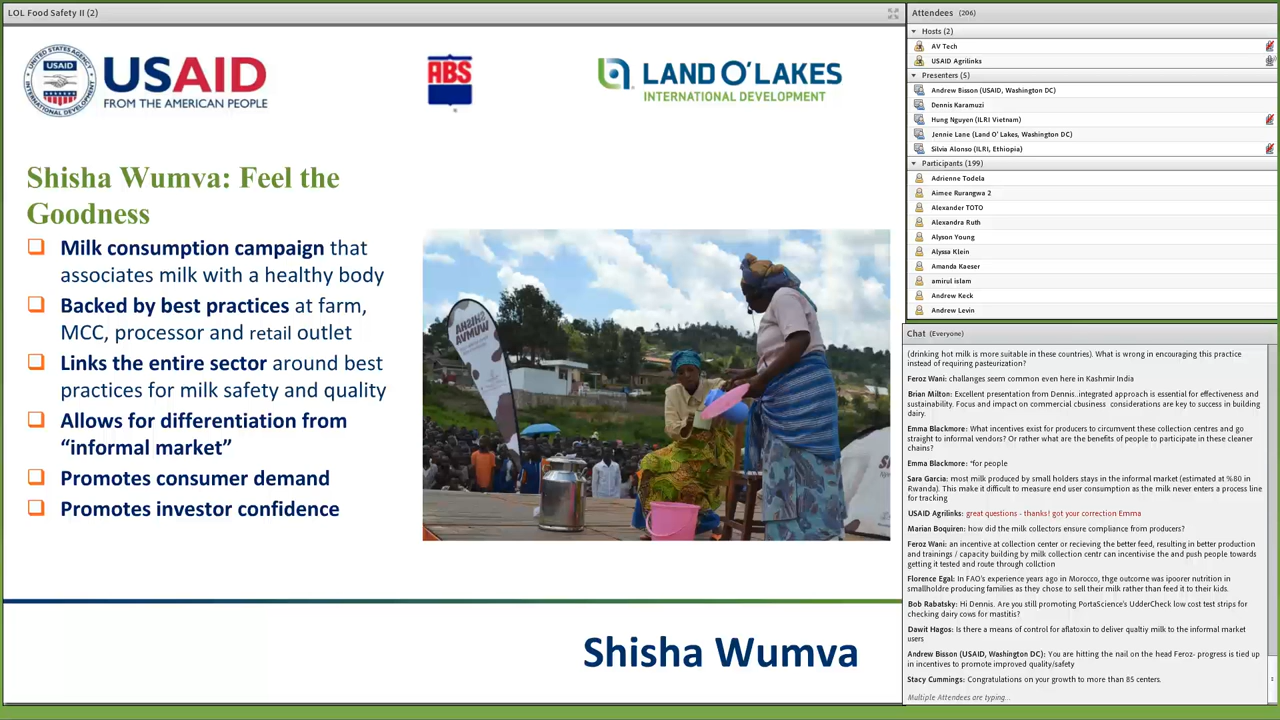 LOL Food Safety II (2)
UNITED STATES AGENCY
USAID
INTERNATIONAL DEVELOPMENT
USAID
FROM THE AMERICAN PEOPLE
ABS
LAND O'LAKES
INTERNATIONAL DEVELOPMENT
Shisha Wumva: Feel the
Goodness
Milk consumption campaign that
associates milk with a healthy body
Backed by best practices at farm,
MCC, processor and retail outlet
Links the entire sector around best
practices for milk safety and quality
Allows for differentiation from
“informal market”
Promotes consumer demand
Promotes investor confidence
SHISHA
WUMVA
Shisha Wumva
Attendees (206)
Hosts (2)
AV Tech
USAID Agrilinks
Presenters (5)
Andrew Bisson (USAID, Washington DC)
Dennis Karamuzi
Hung Nguyen (ILRI Vietnam)
Jennie Lane (Land O' Lakes, Washington DC)
Silvia Alonso (ILRI, Ethiopia)
Participants (199)
Adrienne Todela
Aimee Rurangwa 2
Alexander TOTO
Alexandra Ruth
Alyson Young
Alyssa Klein
Amanda Kaeser
amirul islam
Andrew Keck
Andrew Levin
Chat (Everyone)
(drinking hot milk is more suitable in these countries). What is wrong in encouraging this practice
instead of requiring pasteurization?
Feroz Wani: challenges seem common even here in Kashmir India
Brian Milton: Excellent presentation from Dennis..integrated approach is essential for effectiveness and
sustainability. Focus and impact on commercial cbusiness considerations are key to success in building
dairy.
Emma Blackmore: What incentives exist for producers to circumvent these collection centres and go
straight to informal vendors? Or rather what are the benefits of people to participate in these cleaner
chains?
Emma Blackmore: *for people
Sara Garcia: most milk produced by small holders stays in the informal market (estimated at %80 in
Rwanda). This make it difficult to measure end user consumption as the milk never enters a process line
for tracking
USAID Agrilinks: great questions - thanks! got your correction Emma
Marian Boquiren: how did the milk collectors ensure compliance from producers?
Feroz Wani: an incentive at collection center or recieving the better feed, resulting in better production
and trainings / capacity building by milk collection centr can incentivise the and push people towards
getting it tested and route through collction
Florence Egal: In FAO's experience years ago in Morocco, thge outcome was ipoorer nutrition in
smallholdre producing families as they chose to sell their milk rather than feed it to their kids.
Bob Rabatsky: Hi Dennis. Are you still promoting PortaScience's UdderCheck low cost test strips for
checking dairy cows for mastitis?
Dawit Hagos: Is there a means of control for aflatoxin to deliver qualtiy milk to the informal market
users
Andrew Bisson (USAID, Washington DC): You are hitting the nail on the head Feroz- progress is tied up
in incentives to promote improved quality/safety
Stacy Cummings: Congratulations on your growth to more than 85 centers.
Multiple Attendees are typing...